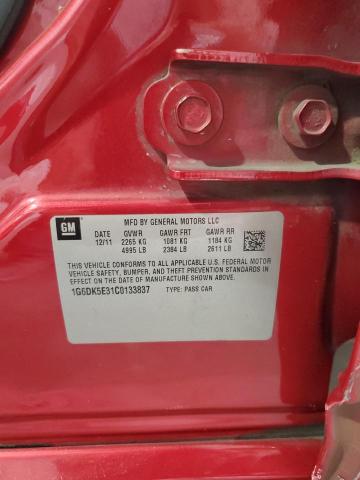 GM
MFD BY GENERAL MOTORS LLC
DATE GVWR GAWR FRT GAWR RR
12/11 2265 KG 1081 KG 1184 KG
4995 LB 2384 LB 2611 LB
THIS VEHICLE CONFORMS TO ALL APPLICABLE U.S. FEDERAL MOTOR
VEHICLE SAFETY, BUMPER, AND THEFT PREVENTION STANDARDS IN
EFFECT ON THE DATE OF MANUFACTURE SHOWN ABOVE.
1G6DK5E31C0133837 TYPE: PASS CAR